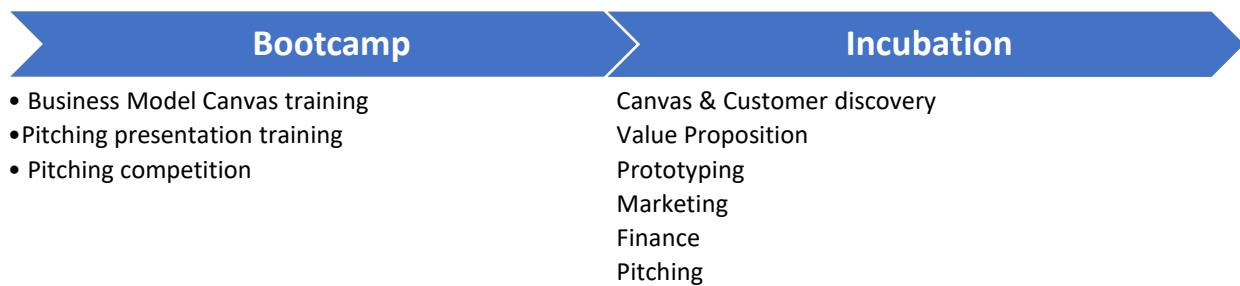 Bootcamp
Incubation
• Business Model Canvas training
•Pitching presentation training
• Pitching competition
Canvas & Customer discovery
Value Proposition
Prototyping
Marketing
Finance
Pitching